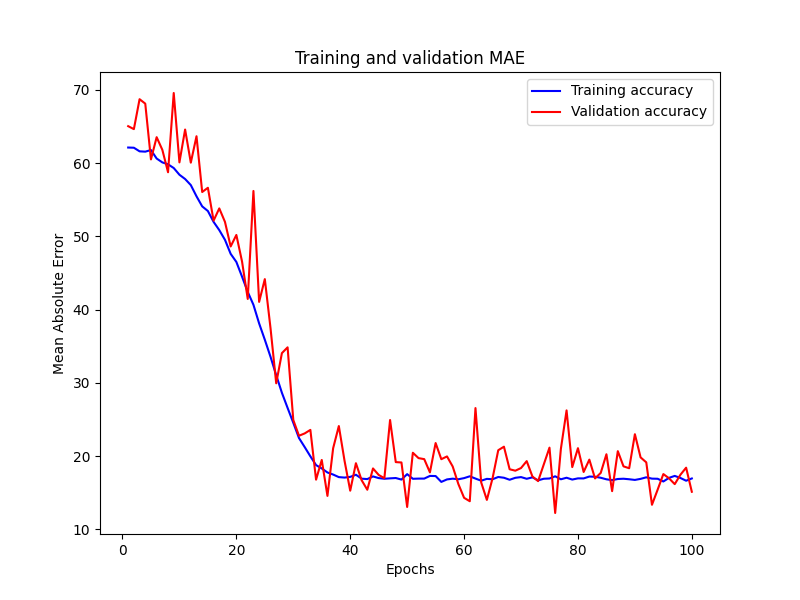 Training and validation MAE
Training accuracy
Validation accuracy
Mean Absolute Error
70
60
50
40
30
20
10
0
20
40
60
80
100
Epochs